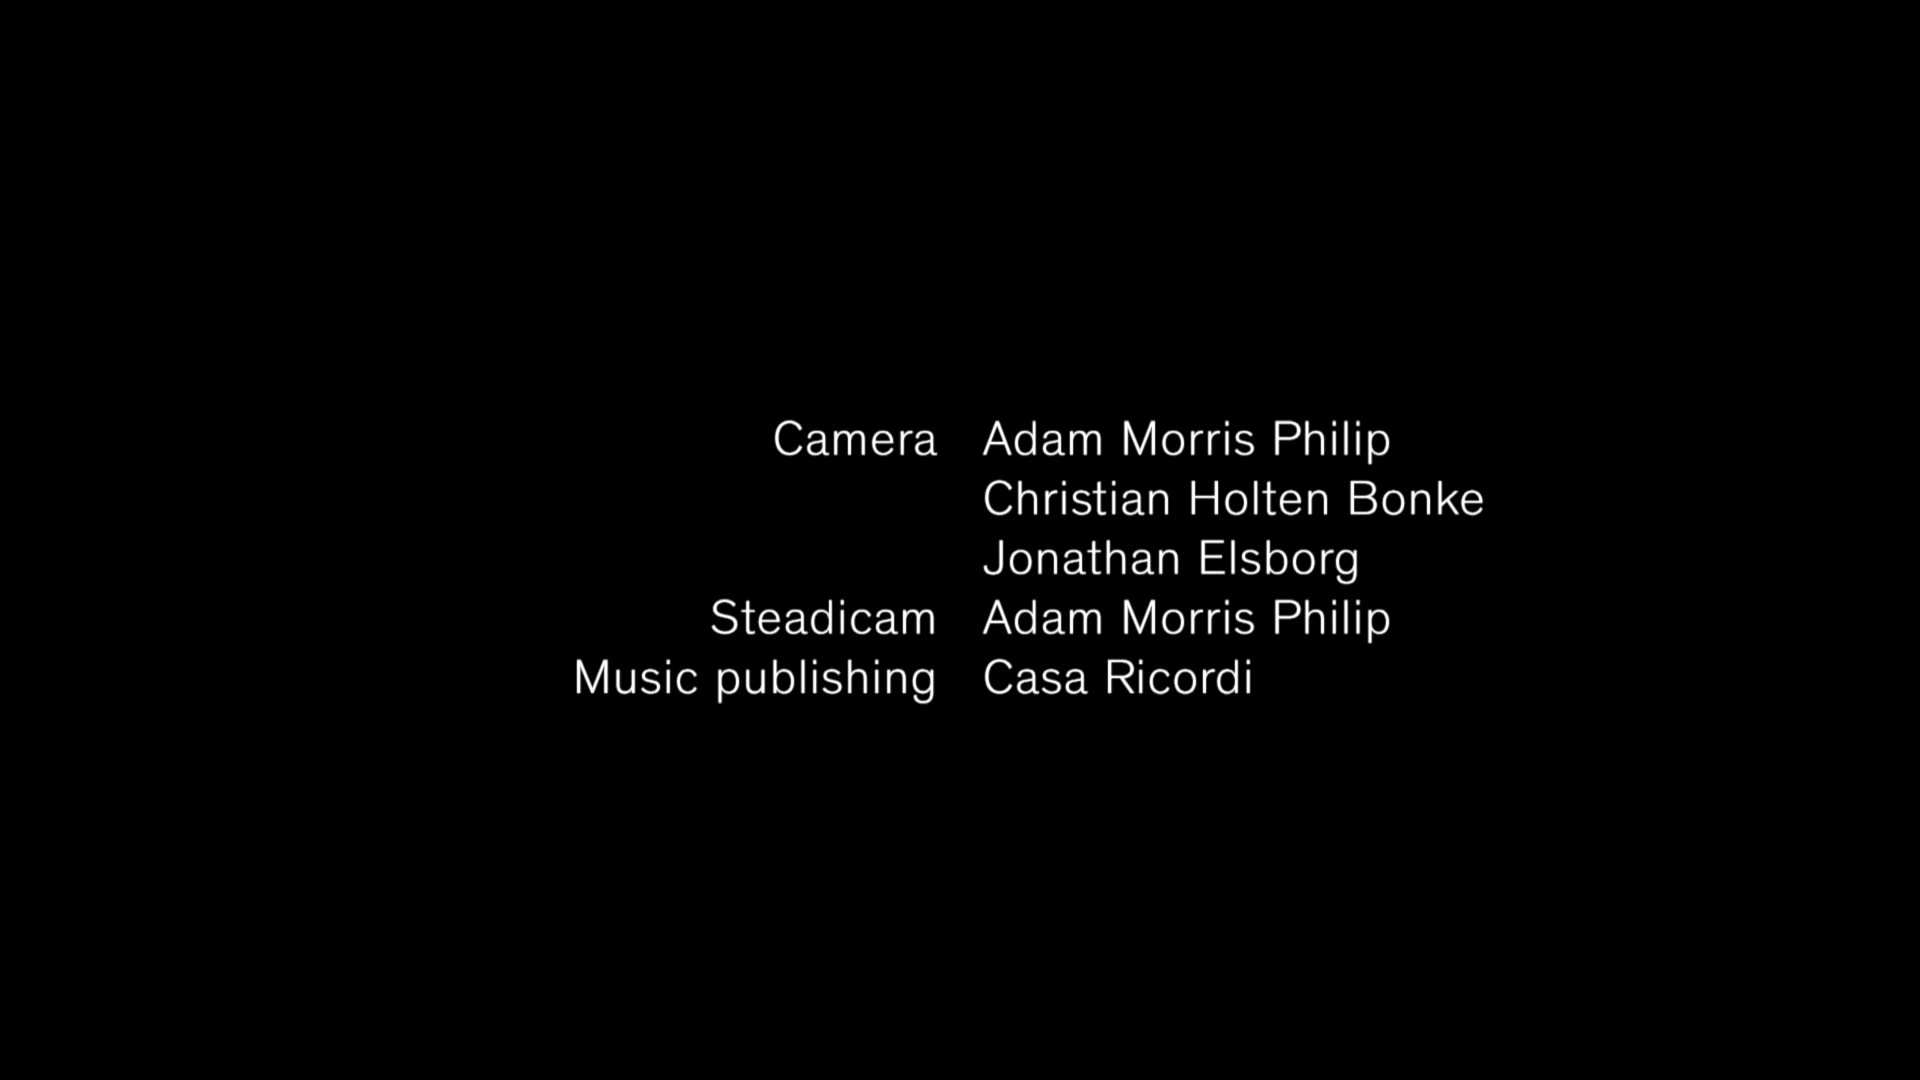 Camera Adam Morris Philip
Christian Holten Bonke
Jonathan Elsborg
Steadicam Adam Morris Philip
Music publishing Casa Ricordi